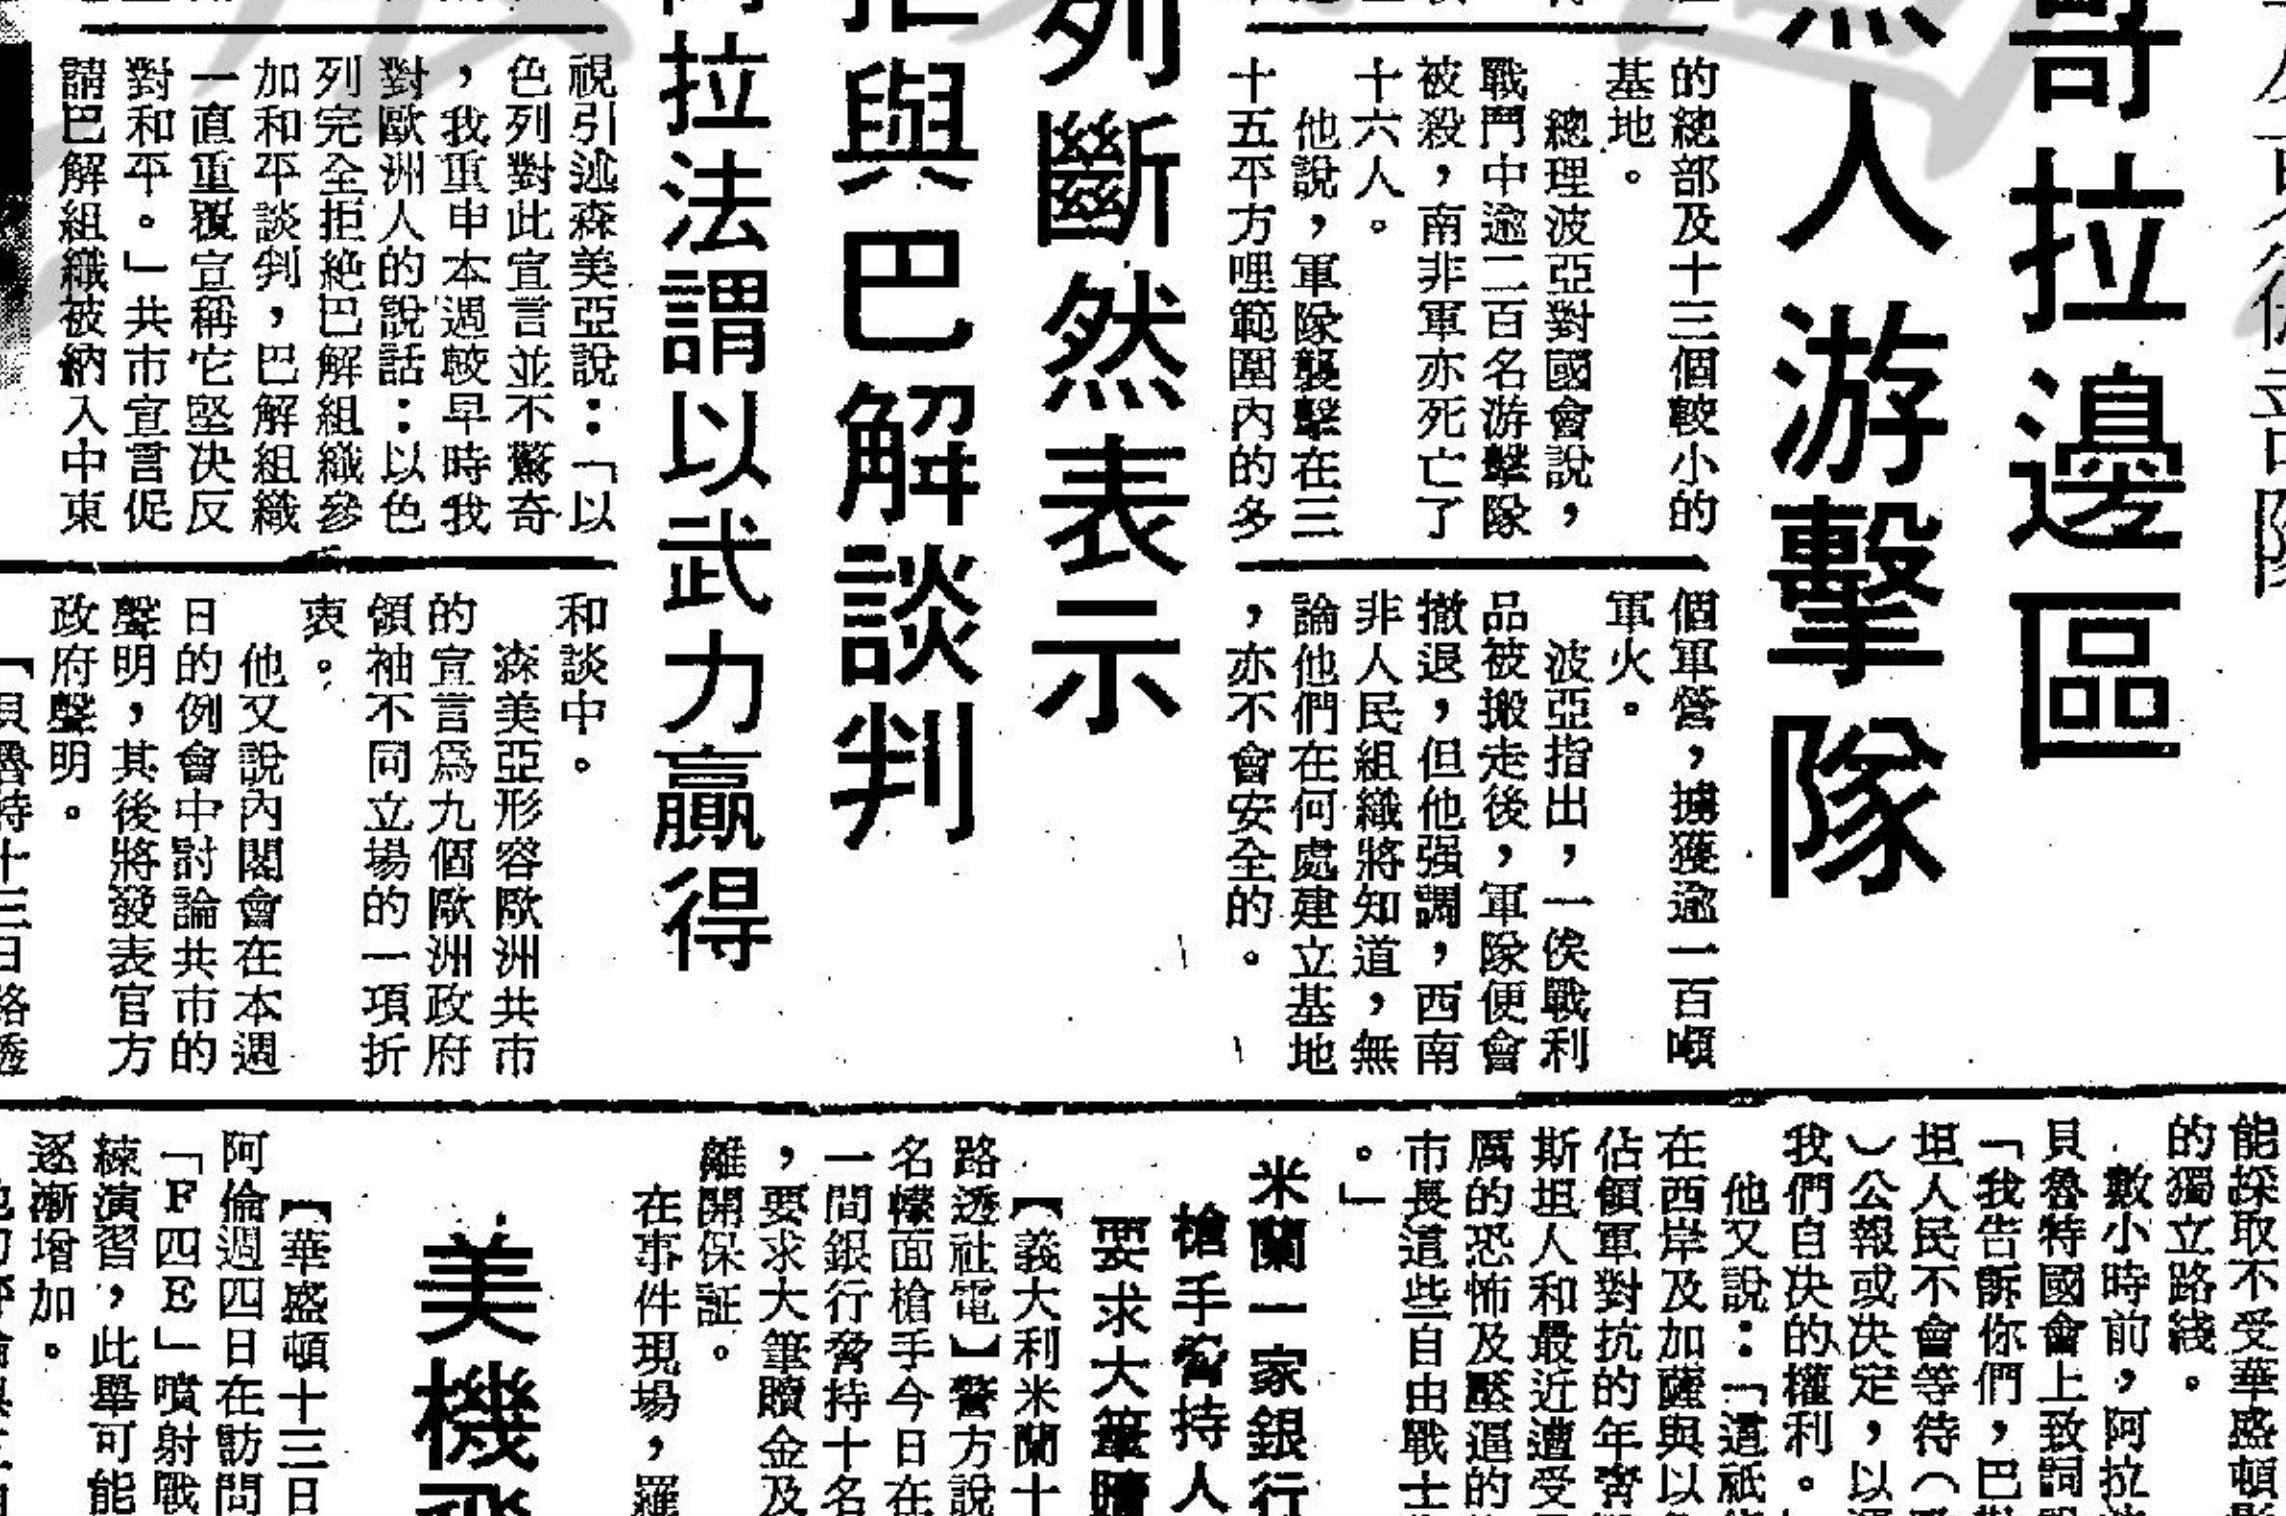 哥拉邊區
黑人游擊隊
的總部及十三個較小的
基地。
總理波亞對國會說，
戰鬥中逾二百名游擊隊
被殺，南非軍亦死亡了
十六人。
他說，軍隊襲擊在三
十五平方哩範圍內的多
個軍營，擄獲逾一百噸
軍火。
波亞指出，一俟戰利
品被搬走後，軍隊便會
撤退，但他强調，西南
非人民組織將知道，無
論他們在何處建立基地
，亦不會安全的。
列斷然表示
拒與巴解談判
拉法謂以武力贏得
視引述森美亞說：「以
色列對此宣言並不驚奇
，我重申本週較早時我
對歐洲人的說話：以色
列完全拒絕巴解組織參
加和平談判，巴解組織
一直重覆宣稱它堅决反
對和平。」共市宣言促
請巴解組織被納入中東
和談中。
森美亞形容歐洲共市
的宣言爲九個歐洲政府
領袖不同立場的一項折
衷。
他又說內閣會在本週
日的例會中討論共市的
聲明，其後將發表官方
政府聲明。
「貝魯特十三日路透
能採取不受華盛頓
的獨立路綫。
數小時前，阿拉
貝魯特國會上致詞
「我告訴你們，巴
坦人民不會等待（
）公報或决定，以
我們自决的權利。
他又說：「這祇
在西岸及加薩與以
佔領軍對抗的年青
斯坦人和最近遭受
厲的恐怖及壓逼的
市長這些自由戰士
。」
米蘭一家銀行
槍手脅持人
要求大筆贖
【義大利米蘭十
路透社電】警方說
名幪面槍手今日在
一間銀行脅持十名
，要求大筆贖金及
離開保証。
在事件現場，羅
美機
【華盛頓十三日
阿倫週四日在訪問
「F四E」噴射戰
練演習，此舉可能
逐漸增加。